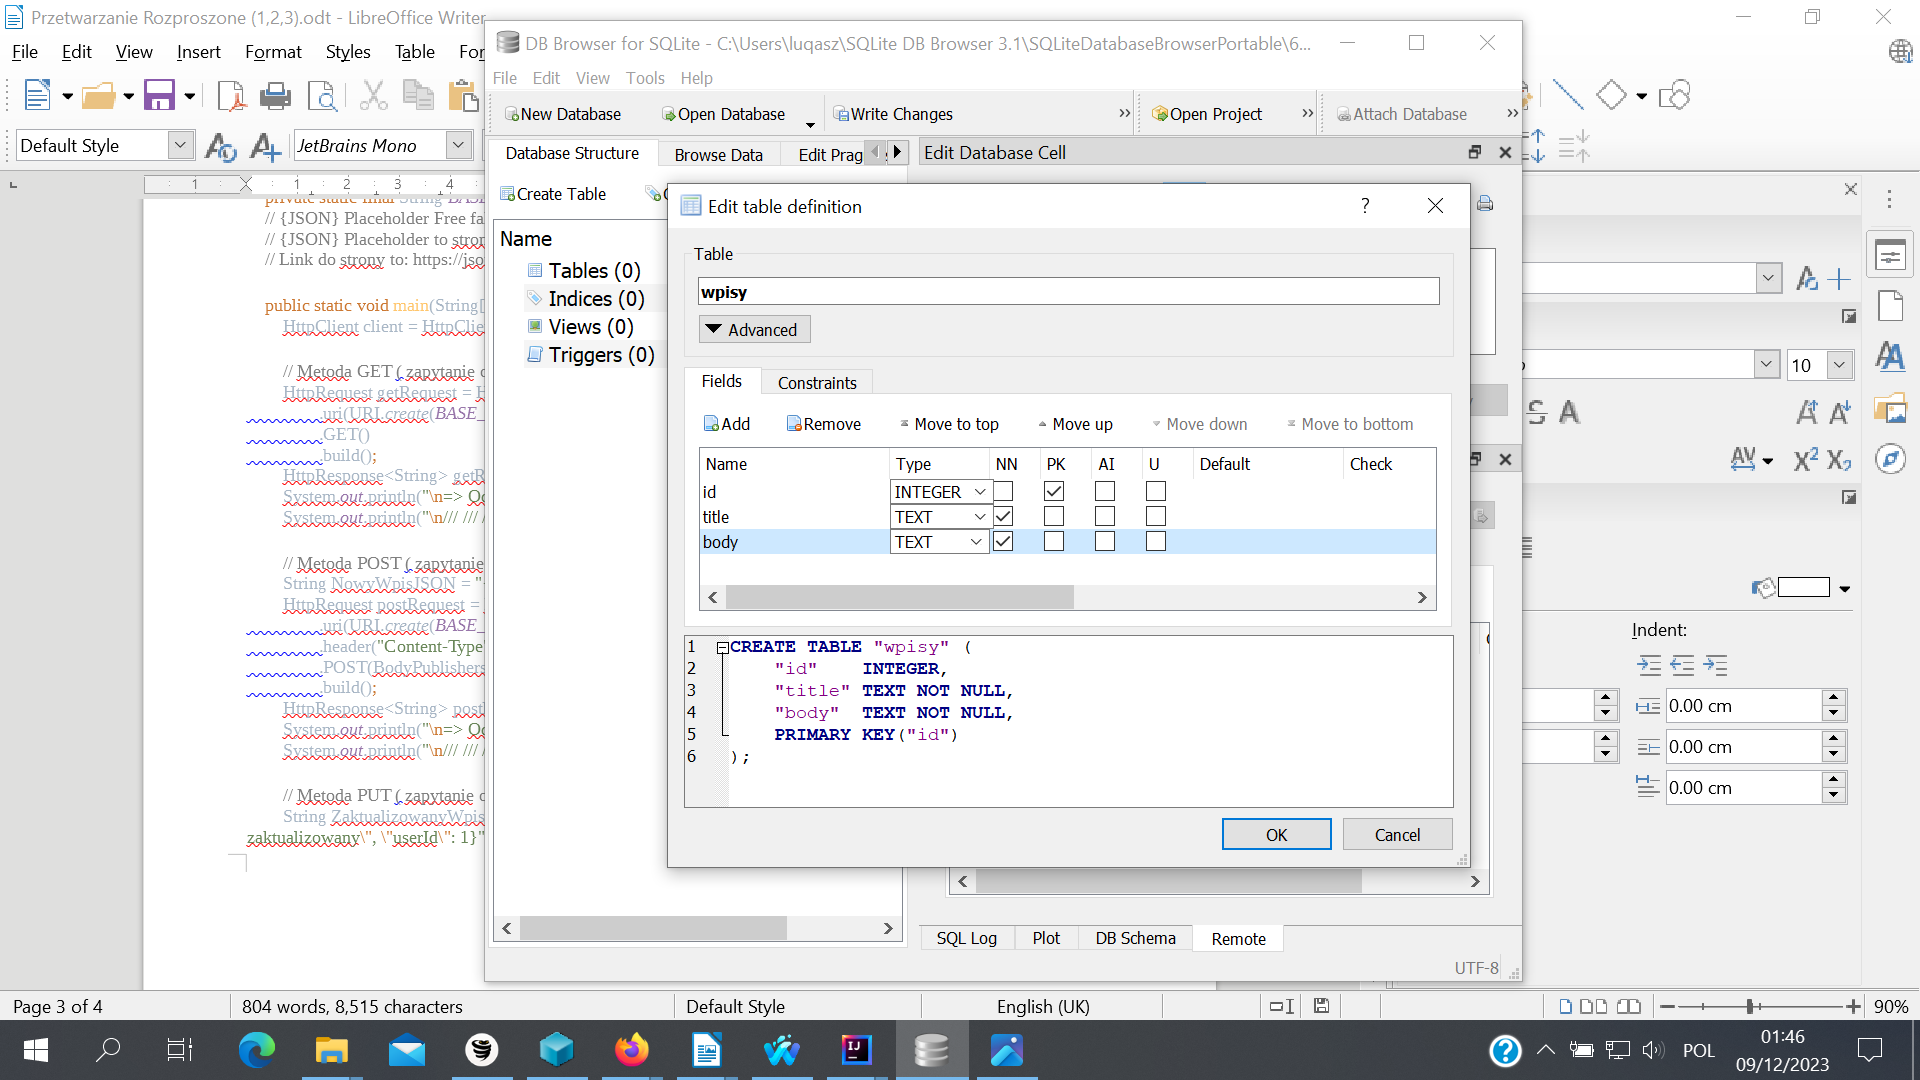 Przetwarzanie Rozproszone (1,2,3).odt - LibreOffice Writer
File Edit View Insert Format Styles Table
Default Style
JetBrains Mono
1 1 2 3 4
private static final String
// {JSON} Placeholder Free
// {JSON} Placeholder to
// Link do strony to:
public static void main(String[
HttpClient client =
// Metoda GET ( zapytanie
HttpRequest getRequest =
.uri(URI.create(BASE_
.GET()
.build();
HttpResponse<String>
System.out.println("\n=>
System.out.println("\n/// ///
// Metoda POST ( zapytanie
String NowyWpisJSON = "
HttpRequest postRequest =
.uri(URI.create(BASE_
.header("Content-Type"
.POST(BodyPublishers
.build();
HttpResponse<String>
System.out.println("\n=>
System.out.println("\n/// ///
// Metoda PUT ( zapytanie
String
zaktualizowany\", \"userId\": 1}"
DB Browser for SQLite - C:\Users\luqasz\SQLite DB Browser 3.1\SQLiteDatabaseBrowserPortable\6...
File Edit View Tools Help
New Database Open Database Write Changes » Open Project » Attach Database »
Database Structure Browse Data Edit Prag
Edit Database Cell
Create Table
Name
Tables (0)
Indices (0)
Views (0)
Triggers (0)
Edit table definition
?
Table
wpisy
Advanced
Fields Constraints
Add Remove Move to top Move up Move down Move to bottom
Name Type NN PK AI U Default Check
id INTEGER
title TEXT
body TEXT
1 CREATE TABLE "wpisy" (
2 "id" INTEGER,
3 "title" TEXT NOT NULL,
4 "body" TEXT NOT NULL,
5 PRIMARY KEY("id")
6 );
OK Cancel
SQL Log Plot DB Schema Remote
UTF-8
10
Indent:
0.00 cm
0.00 cm
0.00 cm
Page 3 of 4
804 words, 8,515 characters
Default Style
English (UK)
90%
POL
01:46
09/12/2023